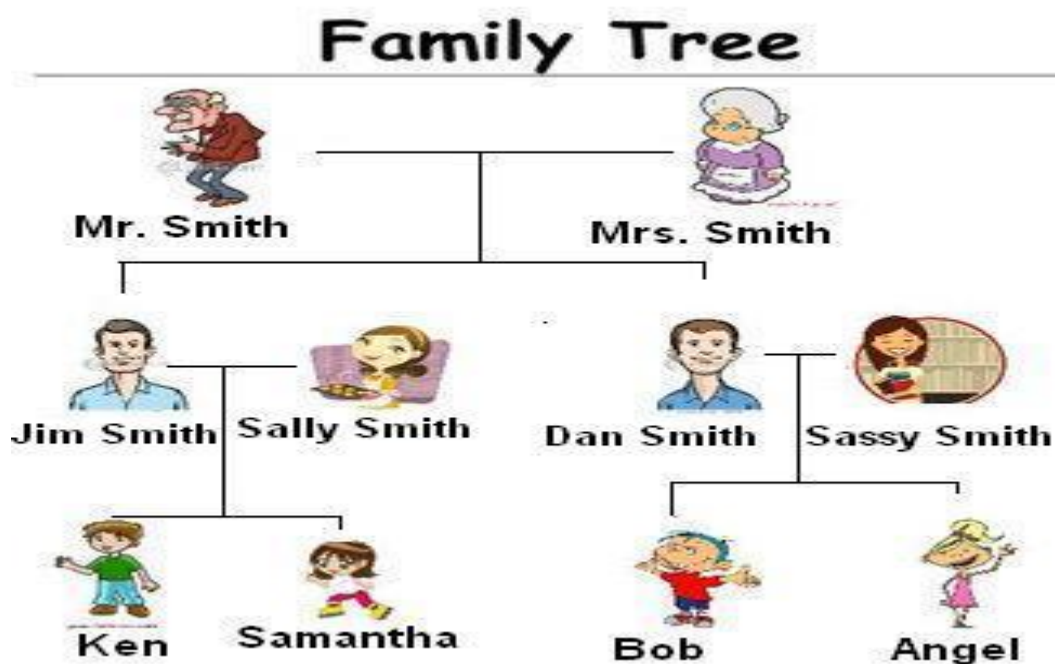 Family Tree
Mr. Smith
Mrs. Smith
Jim Smith
Sally Smith
Dan Smith
Sassy Smith
Ken
Samantha
Bob
Angel